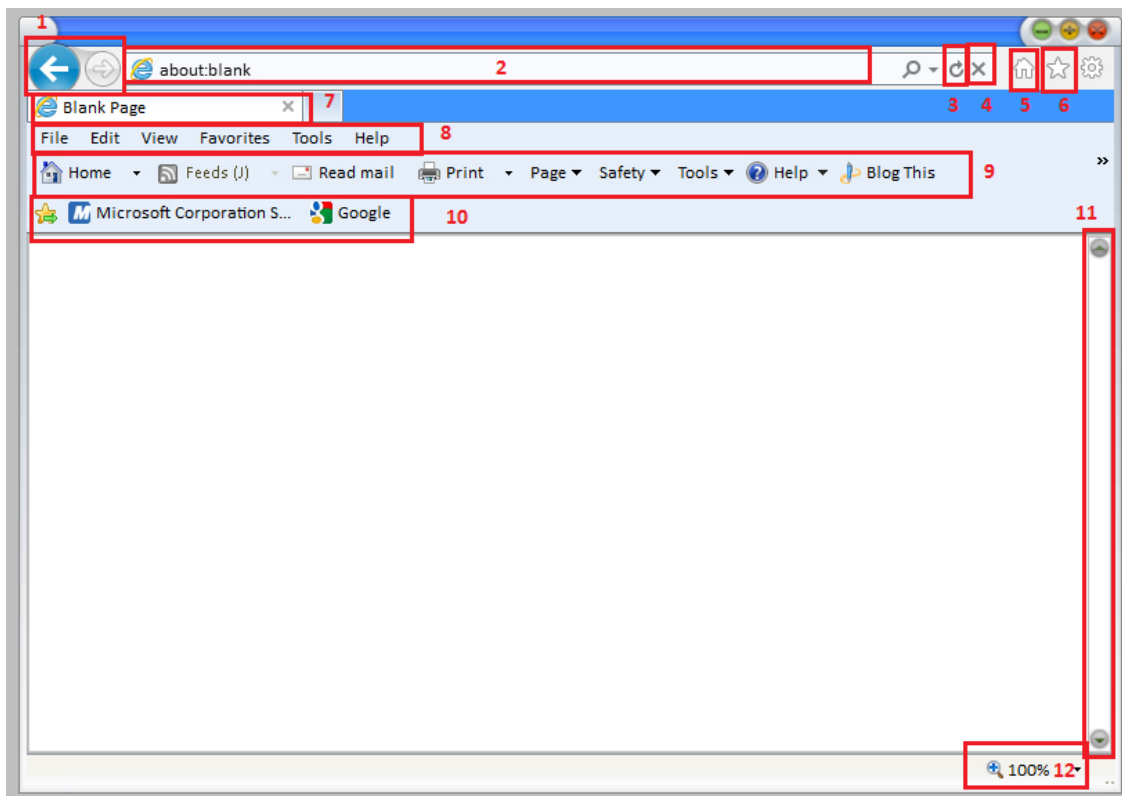 1
about:blank 2
3 4 5 6
Blank Page 7
File Edit View Favorites Tools Help 8
Home Feeds (J) Read mail Print Page Safety Tools Help Blog This » 9
Microsoft Corporation S... Google 10
11
100% 12